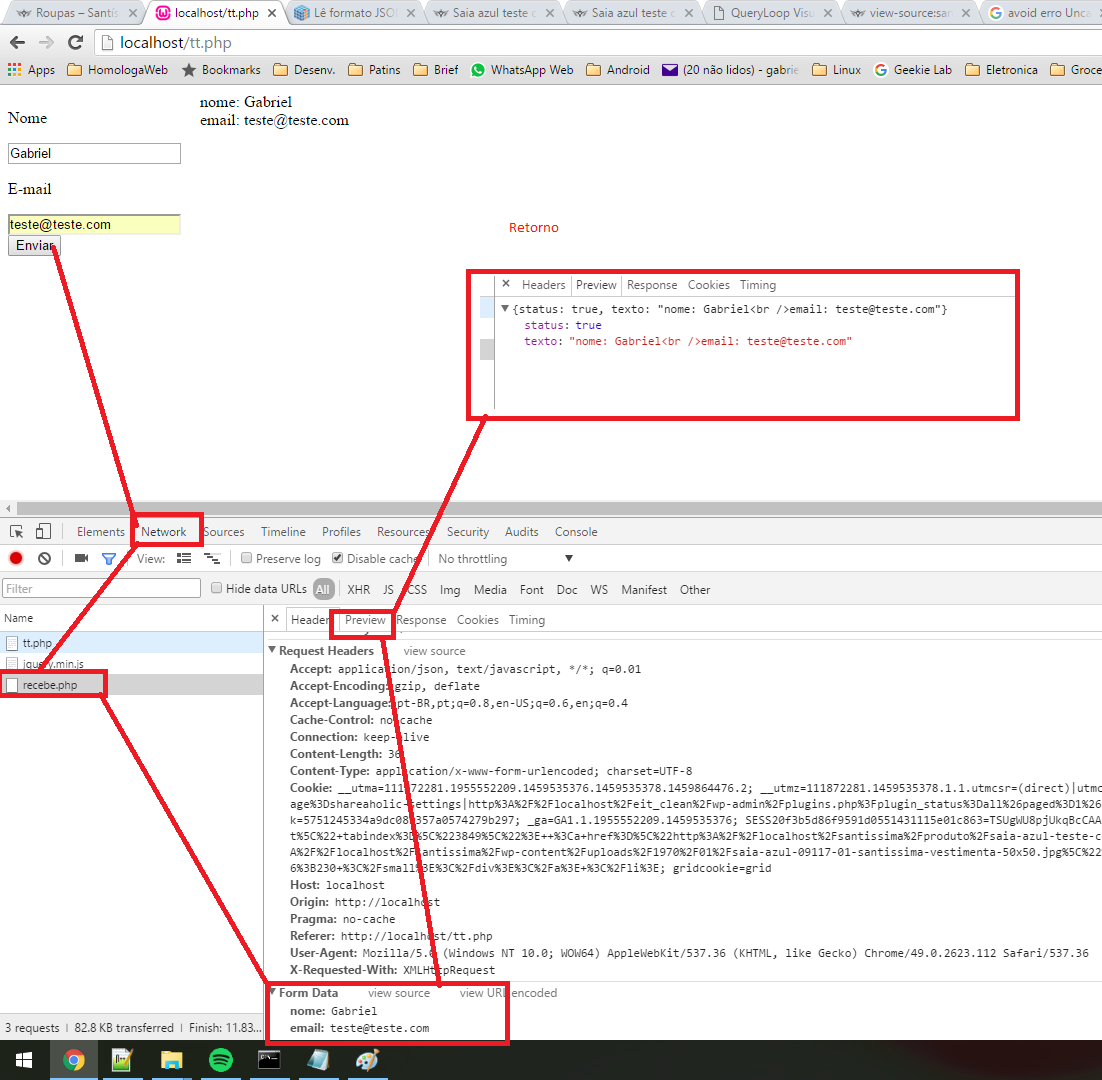 Roupas – Santís
localhost/tt.php
Lê formato JSO
Saia azul teste c
Saia azul teste c
QueryLoop Visu
view-source:sar
avoid erro Unca
localhost/tt.php
Apps HomologaWeb Bookmarks Desenv. Patins Brief WhatsApp Web Android (20 não lidos) - gabrie Linux Geekie Lab Eletronica Groce
nome: Gabriel
email: teste@teste.com
Nome
Gabriel
E-mail
teste@teste.com
Enviar
Retorno
× Headers Preview Response Cookies Timing
{status: true, texto: "nome: Gabriel<br />email: teste@teste.com"}
status: true
texto: "nome: Gabriel<br />email: teste@teste.com"
Elements Network Sources Timeline Profiles Resources Security Audits Console
View: Preserve log Disable cache No throttling
Filter Hide data URLs All XHR JS CSS Img Media Font Doc WS Manifest Other
Name
tt.php
jquery.min.js
recebe.php
× Header Preview Response Cookies Timing
Request Headers view source
Accept: application/json, text/javascript, */*; q=0.01
Accept-Encoding: gzip, deflate
Accept-Language: pt-BR,pt;q=0.8,en-US;q=0.6,en;q=0.4
Cache-Control: no-cache
Connection: keep-alive
Content-Length: 36
Content-Type: application/x-www-form-urlencoded; charset=UTF-8
Cookie: __utma=111872281.1955552209.1459535376.1459535378.1459864476.2; __utmz=111872281.1459535378.1.1.utmcsr=(direct)|utmc
age%3Dshareaholic-settings|http%3A%2F%2Flocalhost%2Feit_clean%2Fwp-admin%2Fplugins.php%3Fplugin_status%3Dall%26paged%3D1%26
k=5751245334a9dc08 357a0574279b297; _ga=GA1.1.1955552209.1459535376; SESS20f3b5d86f9591d0551431115e01c863=TSUgWU8pjUkqBcCAA
t%5C%22+tabindex%3D%5C%223849%5C%22%3E++%3Ca+href%3D%5C%22http%3A%2F%2Flocalhost%2Fsantissima%2Fproduto%2Fsaia-azul-teste-c
A%2F%2Flocalhost%2Fsantissima%2Fwp-content%2Fuploads%2F1970%2F01%2Fsaia-azul-09117-01-santissima-vestimenta-50x50.jpg%5C%22
6%3B230+%3C%2Fsmall%3E%3C%2Fdiv%3E%3C%2Fa%3E+%3C%2Fli%3E; gridcookie=grid
Host: localhost
Origin: http://localhost
Pragma: no-cache
Referer: http://localhost/tt.php
User-Agent: Mozilla/5.0 (Windows NT 10.0; WOW64) AppleWebKit/537.36 (KHTML, like Gecko) Chrome/49.0.2623.112 Safari/537.36
X-Requested-With: XMLHttpRequest
Form Data view source view URL encoded
nome: Gabriel
email: teste@teste.com
3 requests | 82.8 KB transferred | Finish: 11.83...